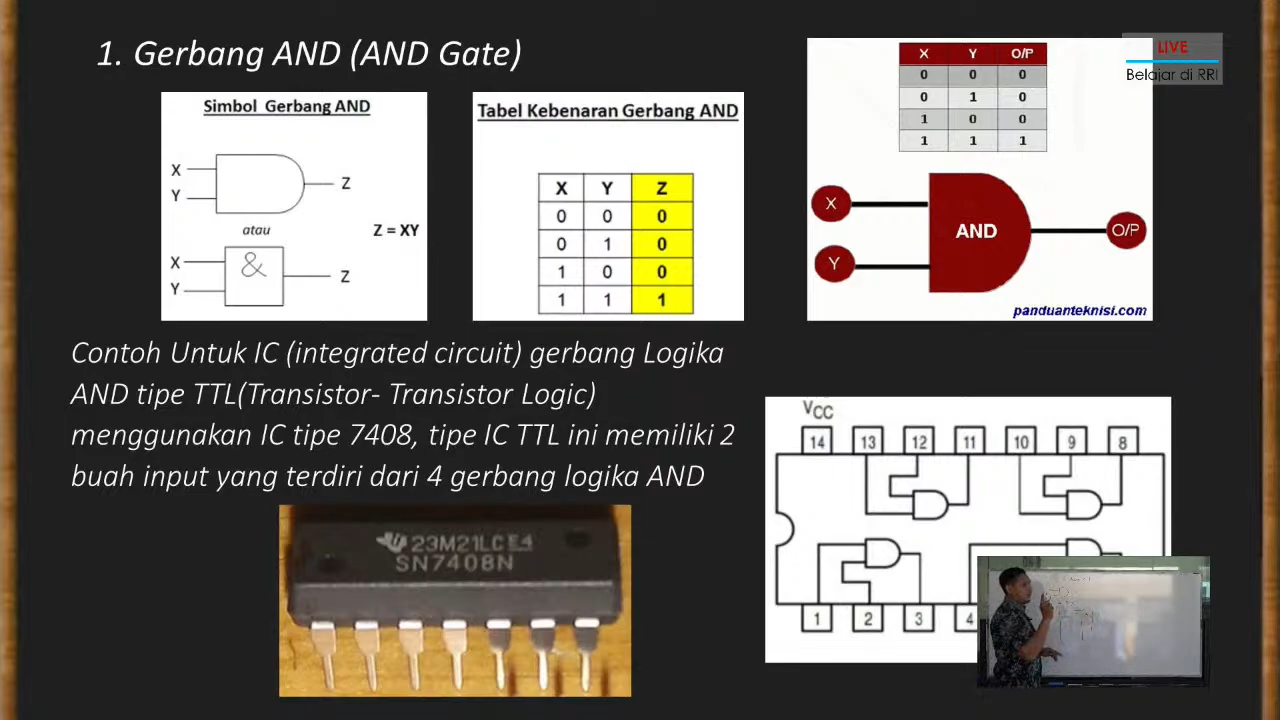 1. Gerbang AND (AND Gate)
Simbol Gerbang AND
X
Y
Z
atau
Z = XY
X
Y
&
Z
Tabel Kebenaran Gerbang AND
X Y Z
0 0 0
0 1 0
1 0 0
1 1 1
X Y O/P
0 0 0
0 1 0
1 0 0
1 1 1
LIVE
Belajar di RRI
X
Y
AND
O/P
panduanteknisi.com
Contoh Untuk IC (integrated circuit) gerbang Logika
AND tipe TTL(Transistor- Transistor Logic)
menggunakan IC tipe 7408, tipe IC TTL ini memiliki 2
buah input yang terdiri dari 4 gerbang logika AND
23M21LCE4
SN7408N
VCC
14 13 12 11 10 9 8
1 2 3 4